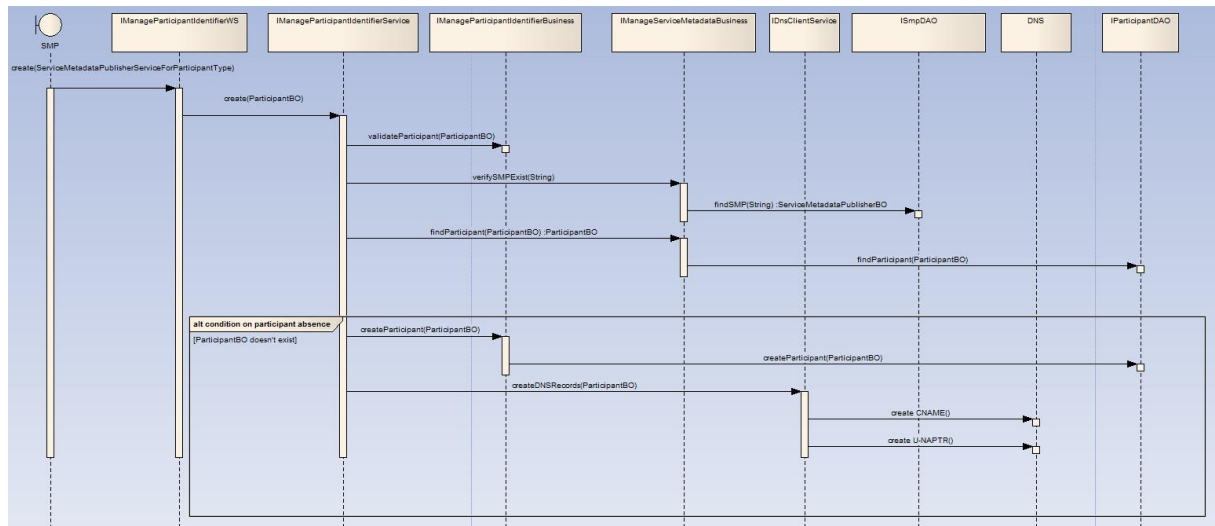 IManageParticipantIdentifierWS
IManageParticipantIdentifierService
IManageParticipantIdentifierBusiness
IManageServiceMetadataBusiness
IDnsClientService
ISmpDAO
DNS
IParticipantDAO
SMP
create(ServiceMetadataPublisherServiceForParticipantType)
create(ParticipantBO)
validateParticipant(ParticipantBO)
verifySMPExist(String)
findSMP(String) :ServiceMetadataPublisherBO
findParticipant(ParticipantBO) :ParticipantBO
findParticipant(ParticipantBO)
alt condition on participant absence
[ParticipantBO doesn't exist]
createParticipant(ParticipantBO)
createParticipant(ParticipantBO)
createDNSRecords(ParticipantBO)
create CNAME()
create U-NAPTR()